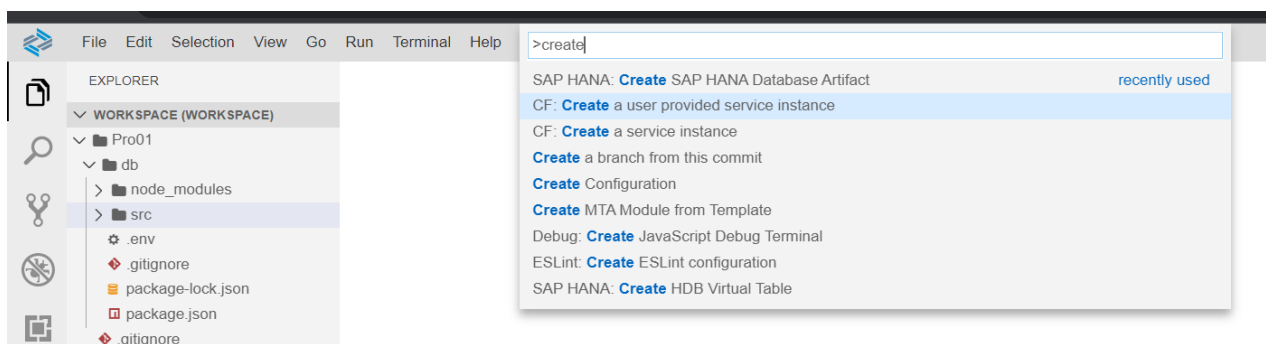 File Edit Selection View Go Run Terminal Help
>create
EXPLORER
WORKSPACE (WORKSPACE)
Pro01
db
node_modules
src
.env
.gitignore
package-lock.json
package.json
.gitignore
SAP HANA: Create SAP HANA Database Artifact recently used
CF: Create a user provided service instance
CF: Create a service instance
Create a branch from this commit
Create Configuration
Create MTA Module from Template
Debug: Create JavaScript Debug Terminal
ESLint: Create ESLint configuration
SAP HANA: Create HDB Virtual Table